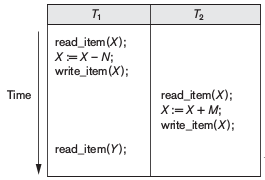 T1 T2
read_item(X);
X := X – N;
write_item(X);
Time
read_item(X);
X := X + M;
write_item(X);
read_item(Y);